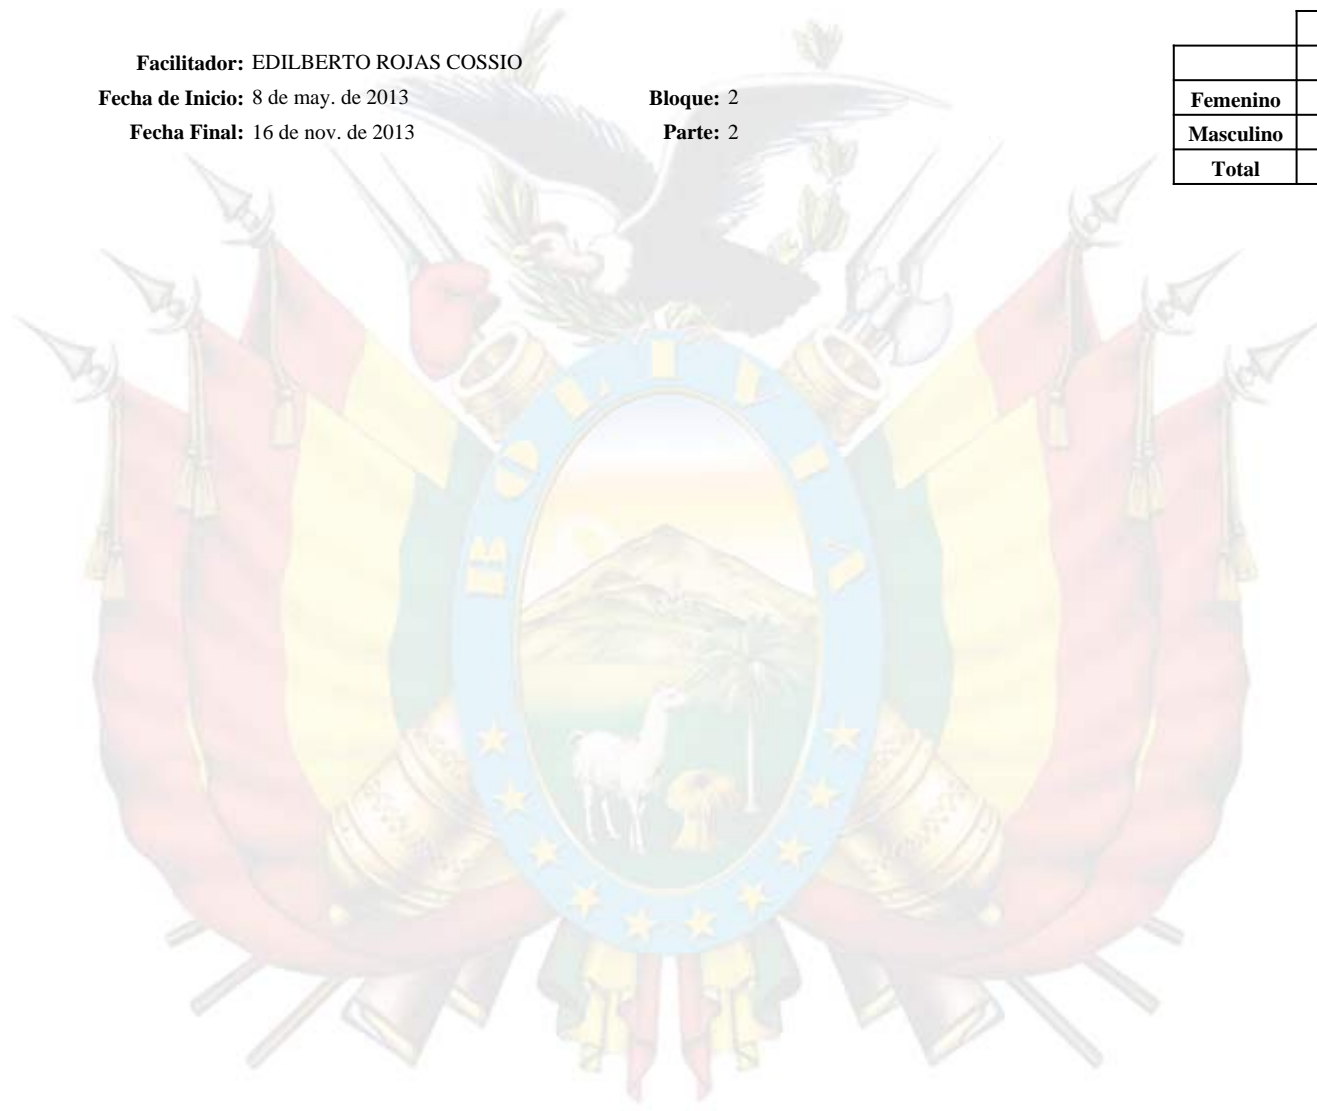 Facilitador: EDILBERTO ROJAS COSSIO
Fecha de Inicio: 8 de may. de 2013 Bloque: 2
Fecha Final: 16 de nov. de 2013 Parte: 2
Femenino
Masculino
Total
BOLIVIA